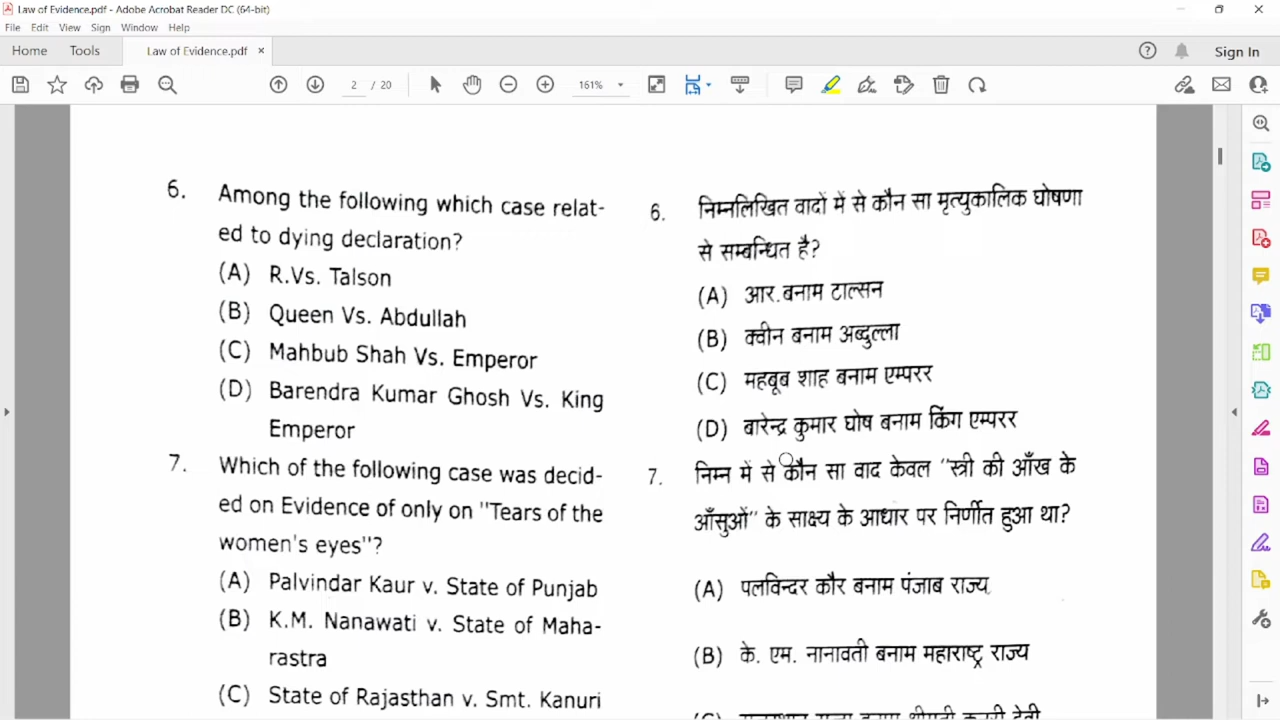 Law of Evidence.pdf - Adobe Acrobat Reader DC (64-bit)
File Edit View Sign Window Help
Home Tools Law of Evidence.pdf × Sign In
2 / 20 161%
6. Among the following which case relat-
ed to dying declaration?
(A) R.Vs. Talson
(B) Queen Vs. Abdullah
(C) Mahbub Shah Vs. Emperor
(D) Barendra Kumar Ghosh Vs. King
Emperor
7. Which of the following case was decid-
ed on Evidence of only on "Tears of the
women's eyes"?
(A) Palvindar Kaur v. State of Punjab
(B) K.M. Nanawati v. State of Maha-
rastra
(C) State of Rajasthan v. Smt. Kanuri
6. निम्नलिखित वादों में से कौन सा मृत्युकालिक घोषणा
से सम्बन्धित है?
(A) आर.बनाम टाल्सन
(B) क्वीन बनाम अब्दुल्ला
(C) महबूब शाह बनाम एम्परर
(D) बारेन्द्र कुमार घोष बनाम किंग एम्परर
7. निम्न में से कौन सा वाद केवल "स्त्री की आँख के
आँसुओं" के साक्ष्य के आधार पर निर्णीत हुआ था?
(A) पलविन्दर कौर बनाम पंजाब राज्य
(B) के. एम. नानावती बनाम महाराष्ट्र राज्य